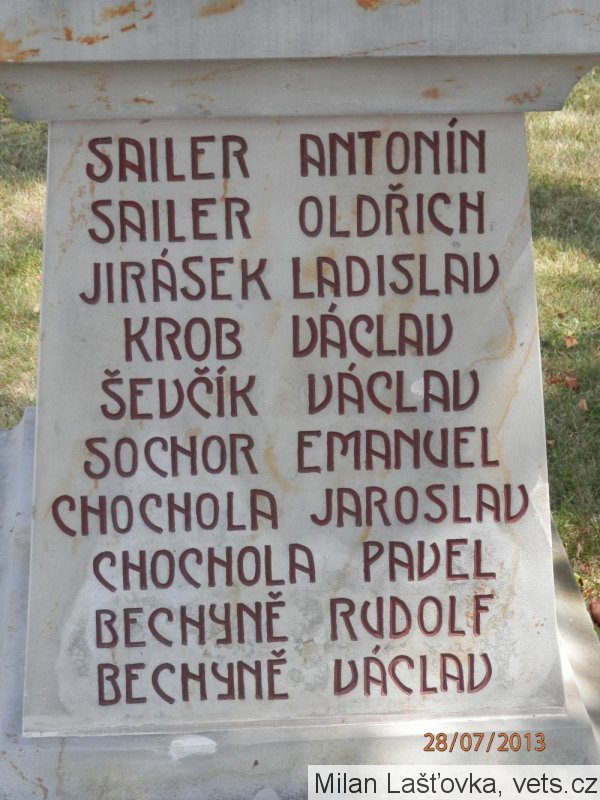 SAILER ANTONÍN
SAILER OLDŘICH
JIRÁSEK LADISLAV
KROB VÁCLAV
ŠEVČÍK VÁCLAV
SOCHOR EMANUEL
CHOCHOLA JAROSLAV
CHOCHOLA PAVEL
BECHYNĚ RUDOLF
BECHYNĚ VÁCLAV
28/07/2013
Milan Lašťovka, vets.cz